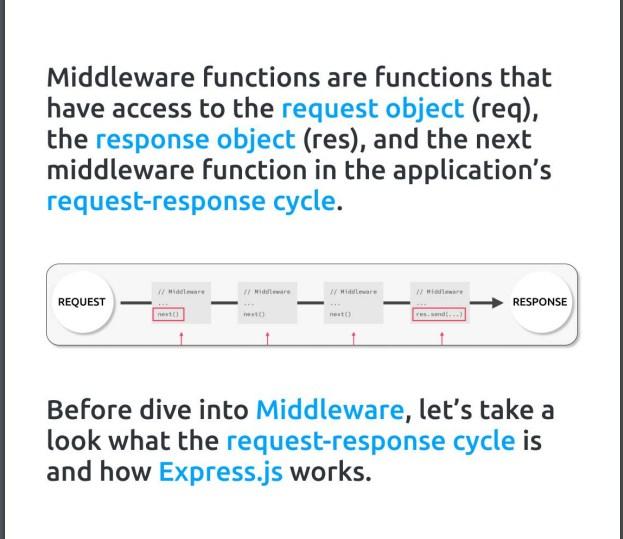 Middleware functions are functions that
have access to the request object (req),
the response object (res), and the next
middleware function in the application's
request-response cycle.
REQUEST
// Middleware
...
next()
// Middleware
...
next()
// Middleware
...
next()
// Middleware
...
res.send(...)
RESPONSE
Before dive into Middleware, let's take a
look what the request-response cycle is
and how Express.js works.